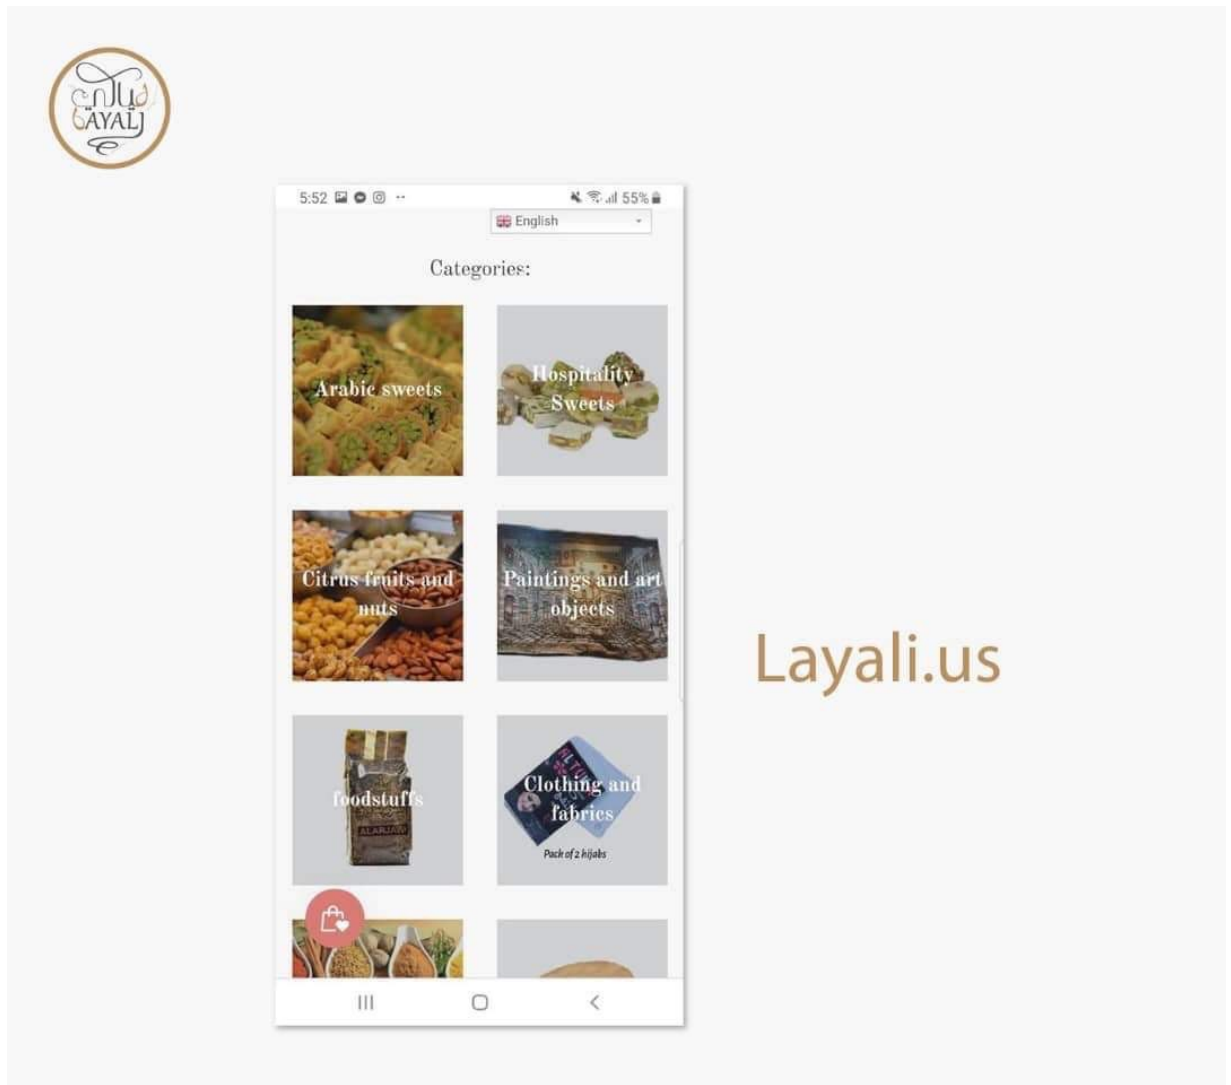 ليالي
LAYALI
5:52
55%
English
Categories:
Arabic sweets
Hospitality
Sweets
Citrus fruits and
nuts
Paintings and art
objects
foodstuffs
ALARJAWI
Clothing and
fabrics
Pack of 2 hijabs
Layali.us